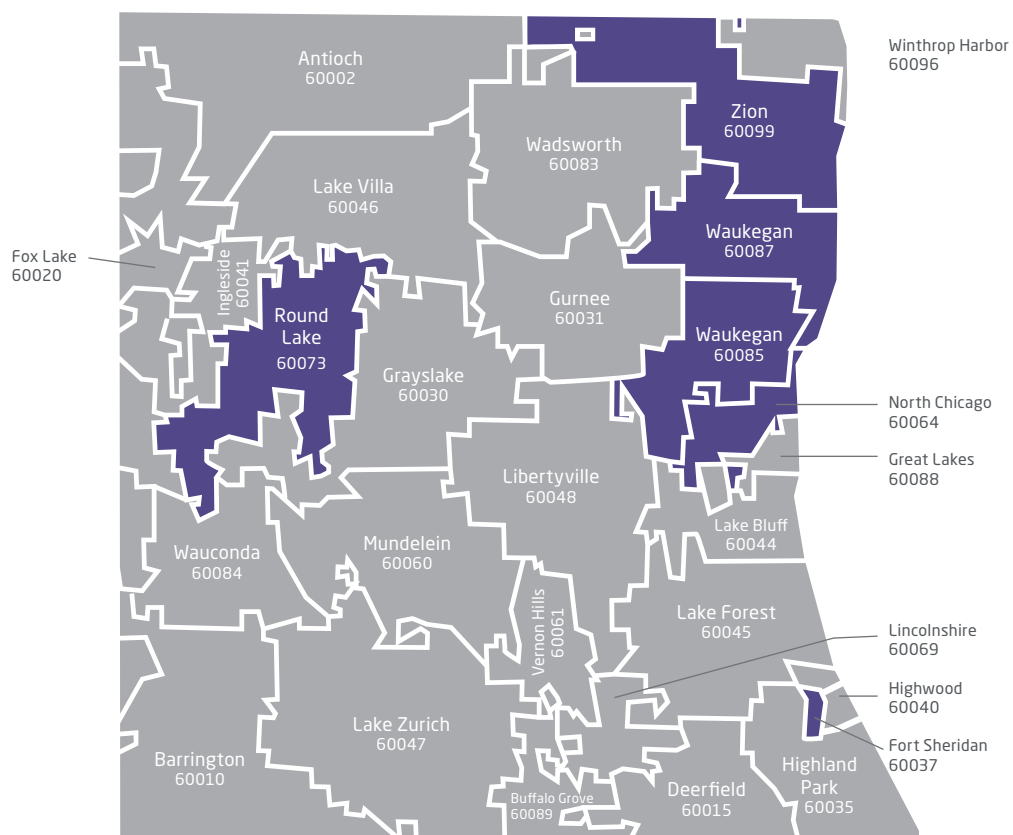 Winthrop Harbor
60096
Antioch
60002
Zion
60099
Wadsworth
60083
Lake Villa
60046
Waukegan
60087
Fox Lake
60020
Ingleside
60041
Gurnee
60031
Round
Lake
60073
Waukegan
60085
Grayslake
60030
North Chicago
60064
Great Lakes
60088
Libertyville
60048
Lake Bluff
60044
Wauconda
60084
Mundelein
60060
Vernon Hills
60061
Lake Forest
60045
Lincolnshire
60069
Highwood
60040
Lake Zurich
60047
Fort Sheridan
60037
Barrington
60010
Highland
Park
60035
Deerfield
60015
Buffalo Grove
60089